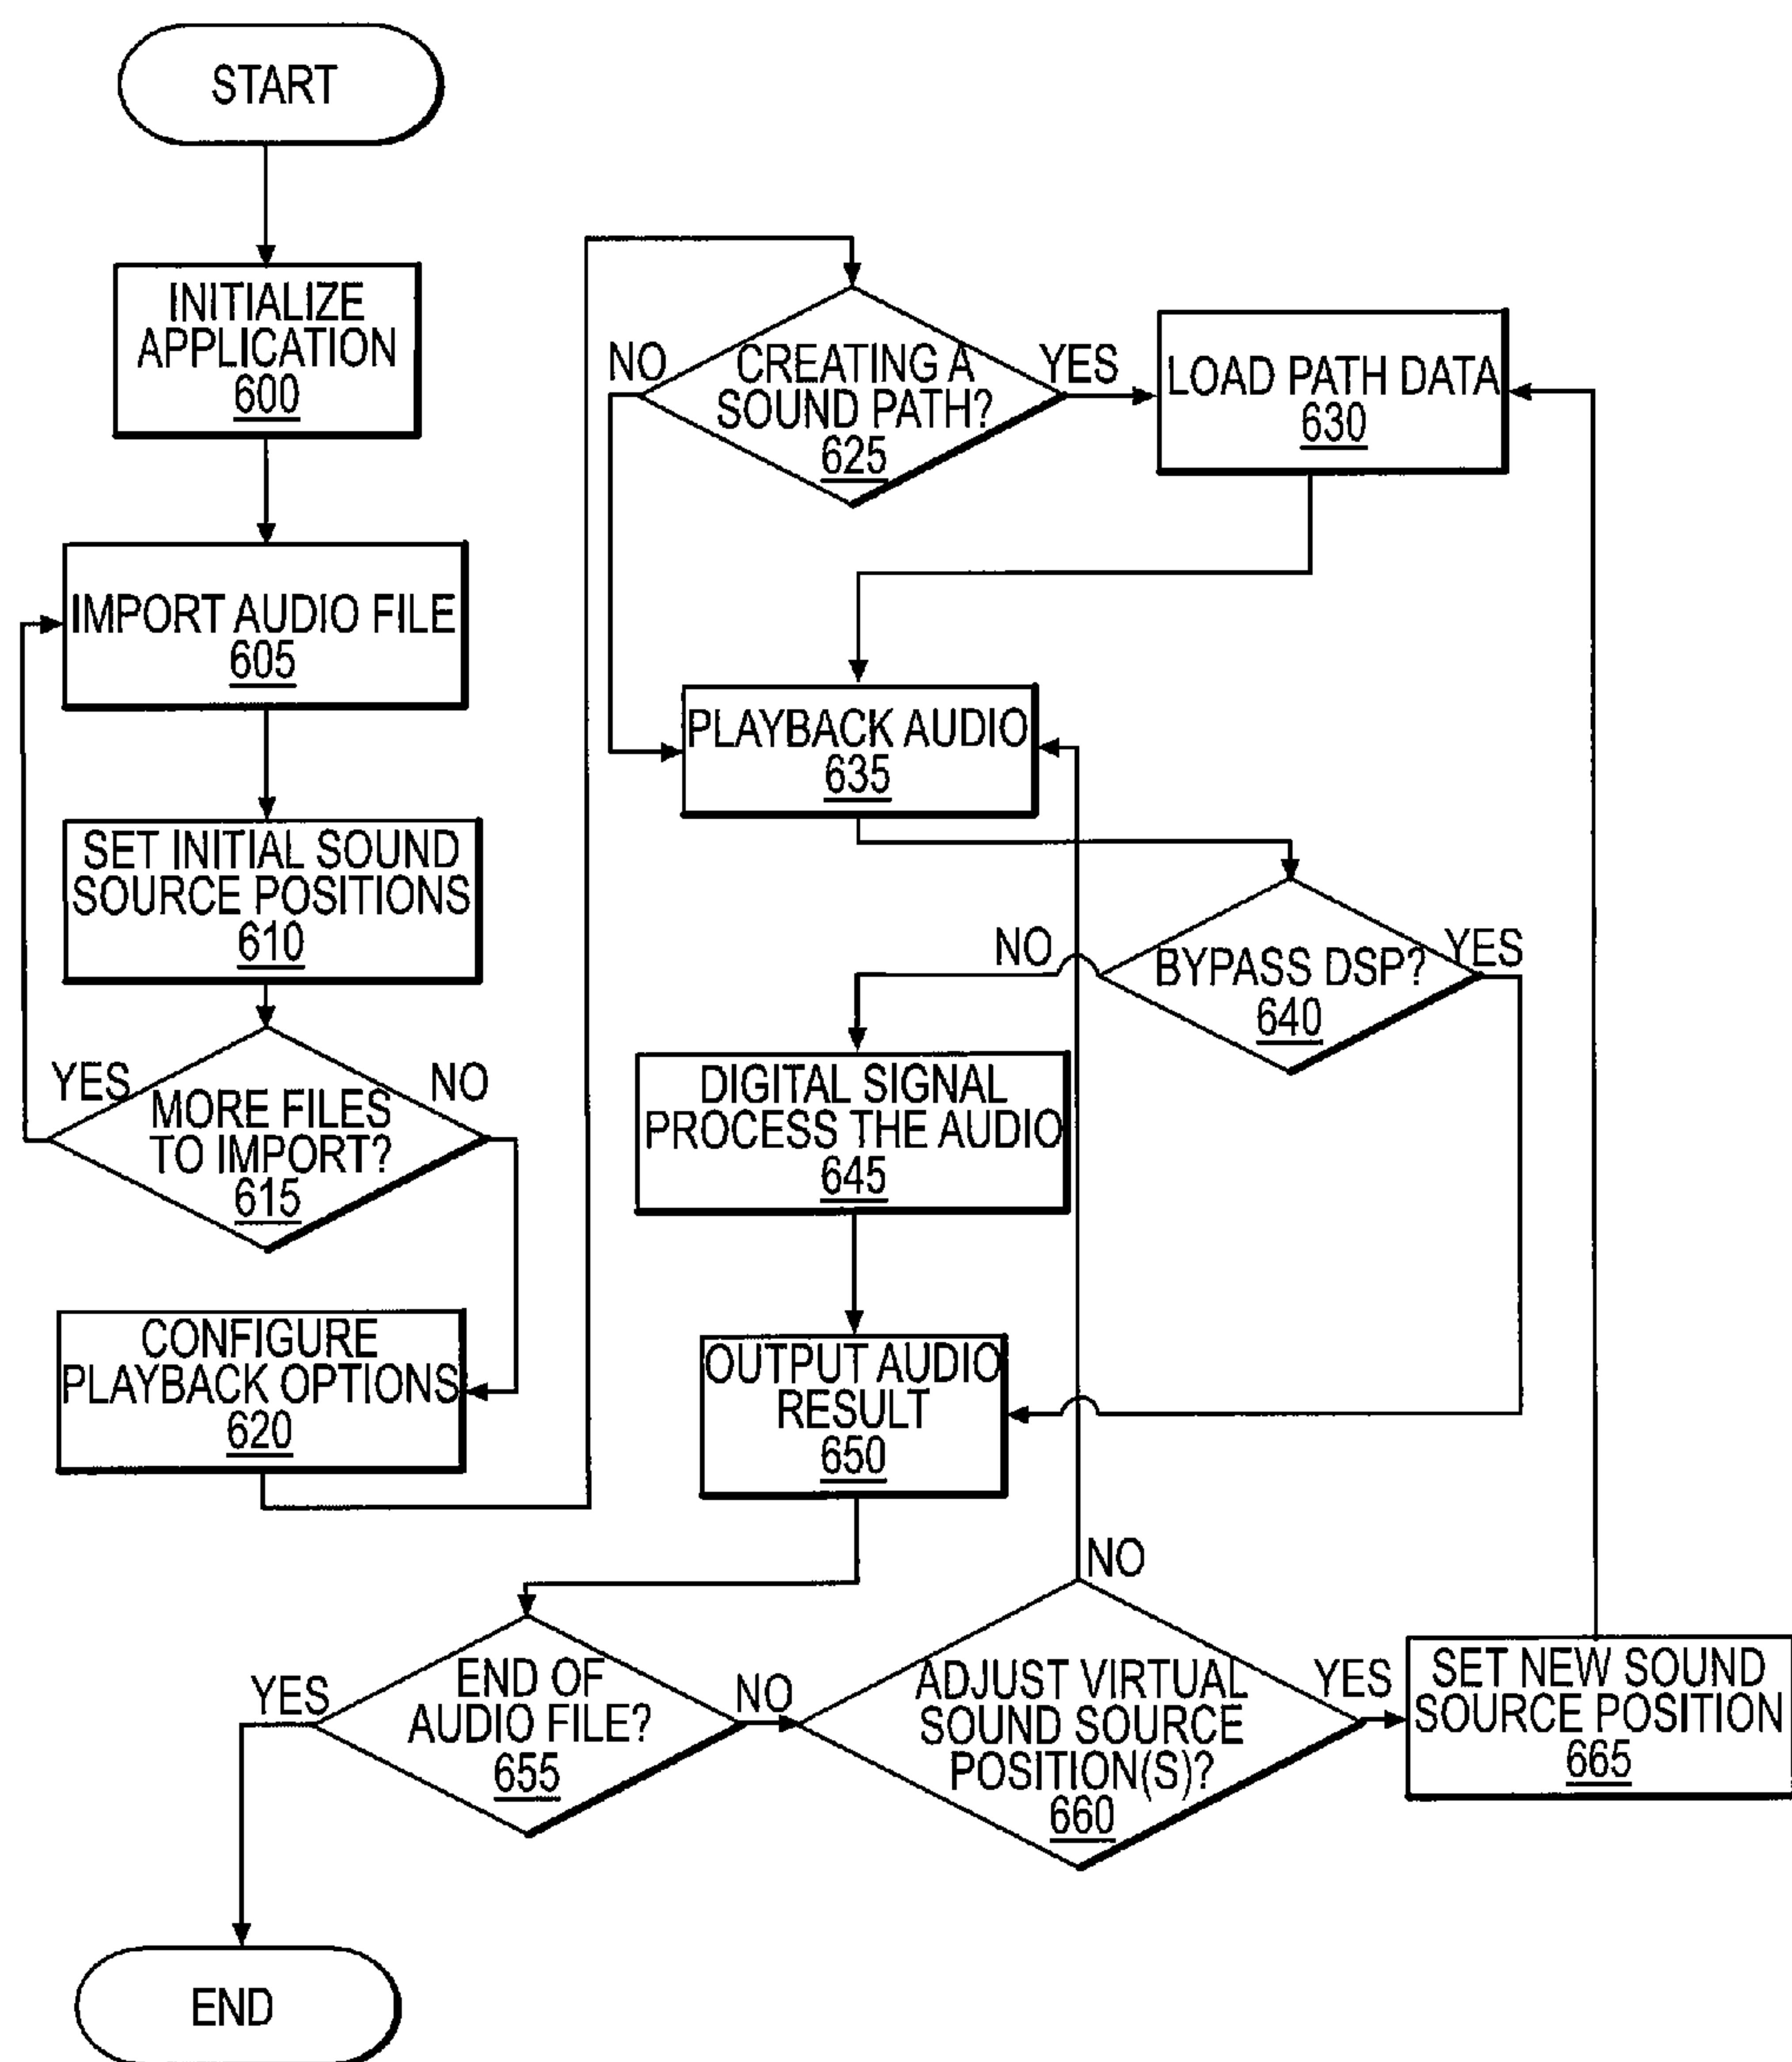 START
INITIALIZE
APPLICATION
600
IMPORT AUDIO FILE
605
SET INITIAL SOUND
SOURCE POSITIONS
610
YES
NO
MORE FILES
TO IMPORT?
615
CONFIGURE
PLAYBACK OPTIONS
620
NO
CREATING A
SOUND PATH?
625
YES
LOAD PATH DATA
630
PLAYBACK AUDIO
635
NO
BYPASS DSP?
640
YES
DIGITAL SIGNAL
PROCESS THE AUDIO
645
OUTPUT AUDIO
RESULT
650
YES
END OF
AUDIO FILE?
655
NO
NO
ADJUST VIRTUAL
SOUND SOURCE
POSITION(S)?
660
YES
SET NEW SOUND
SOURCE POSITION
665
END